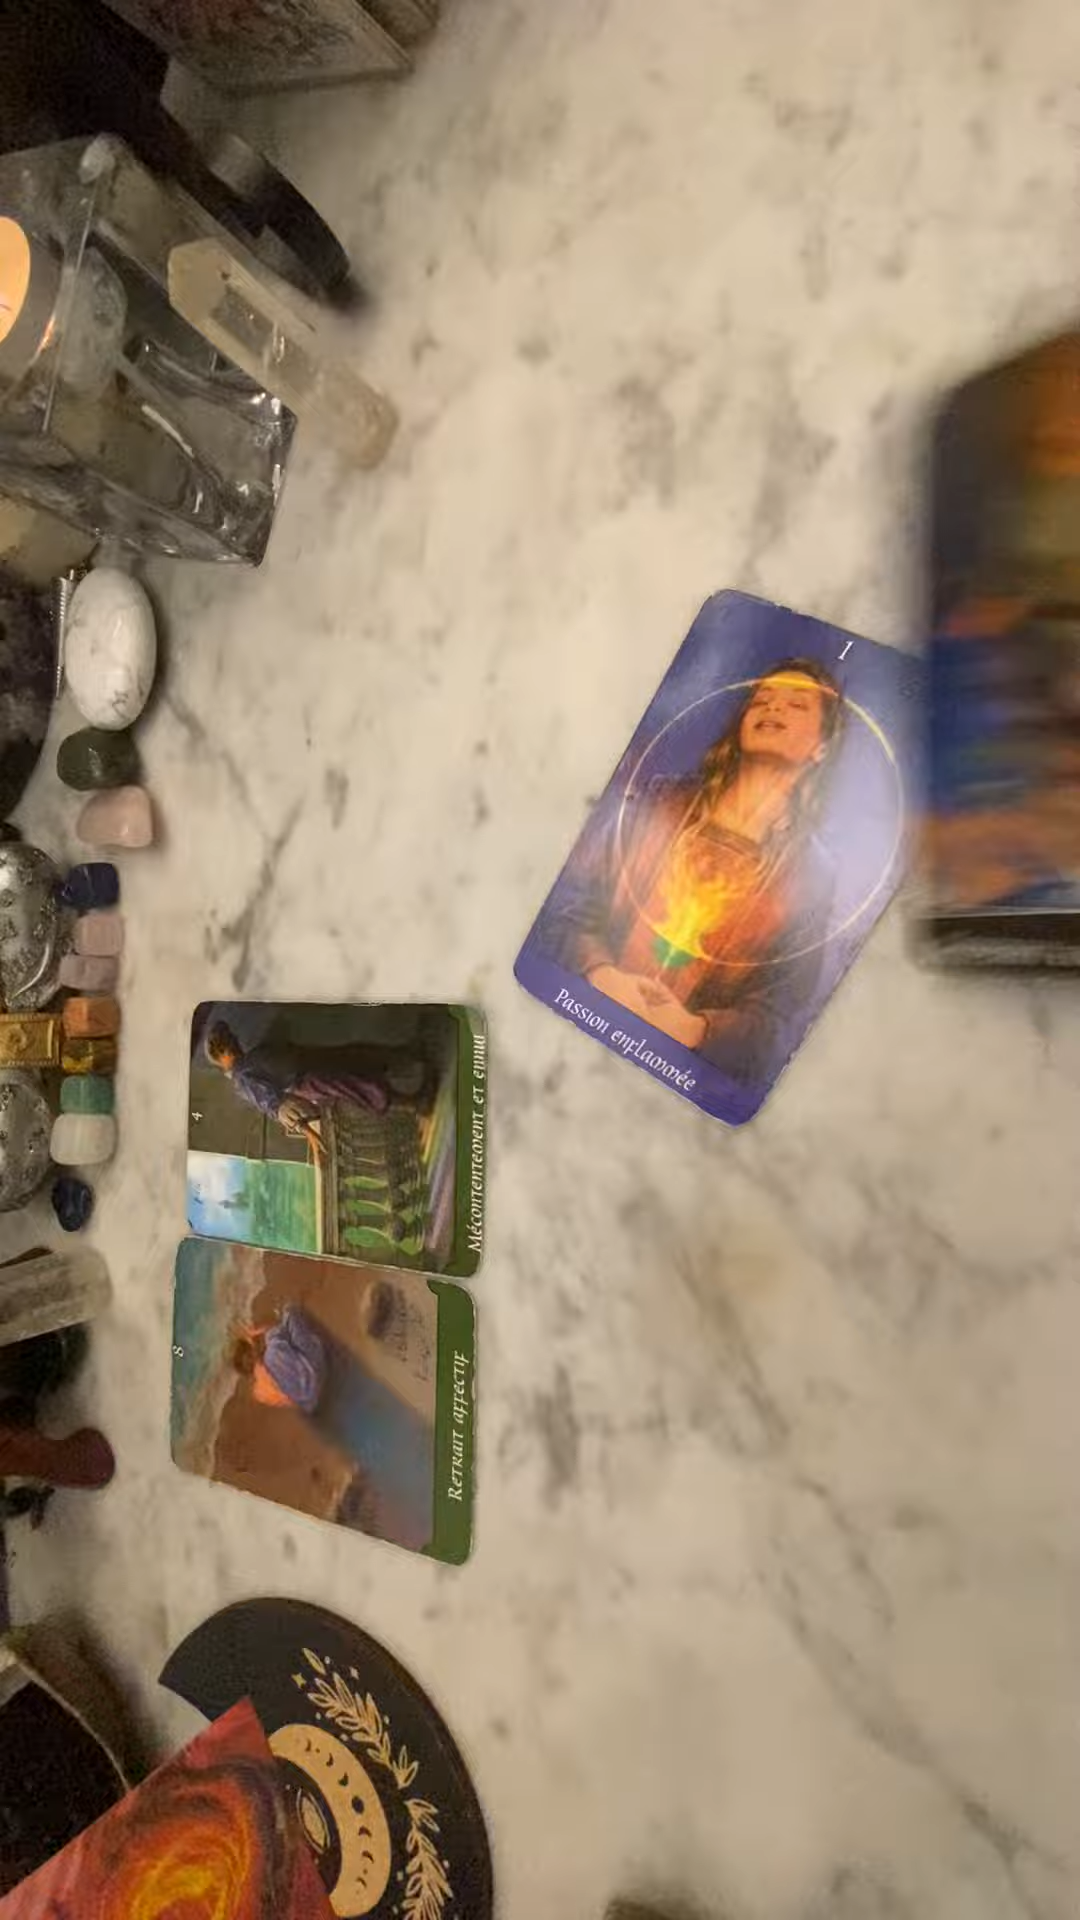 1
Passion enflammée
4
Mécontentement et ennui
8
Retrait affectif